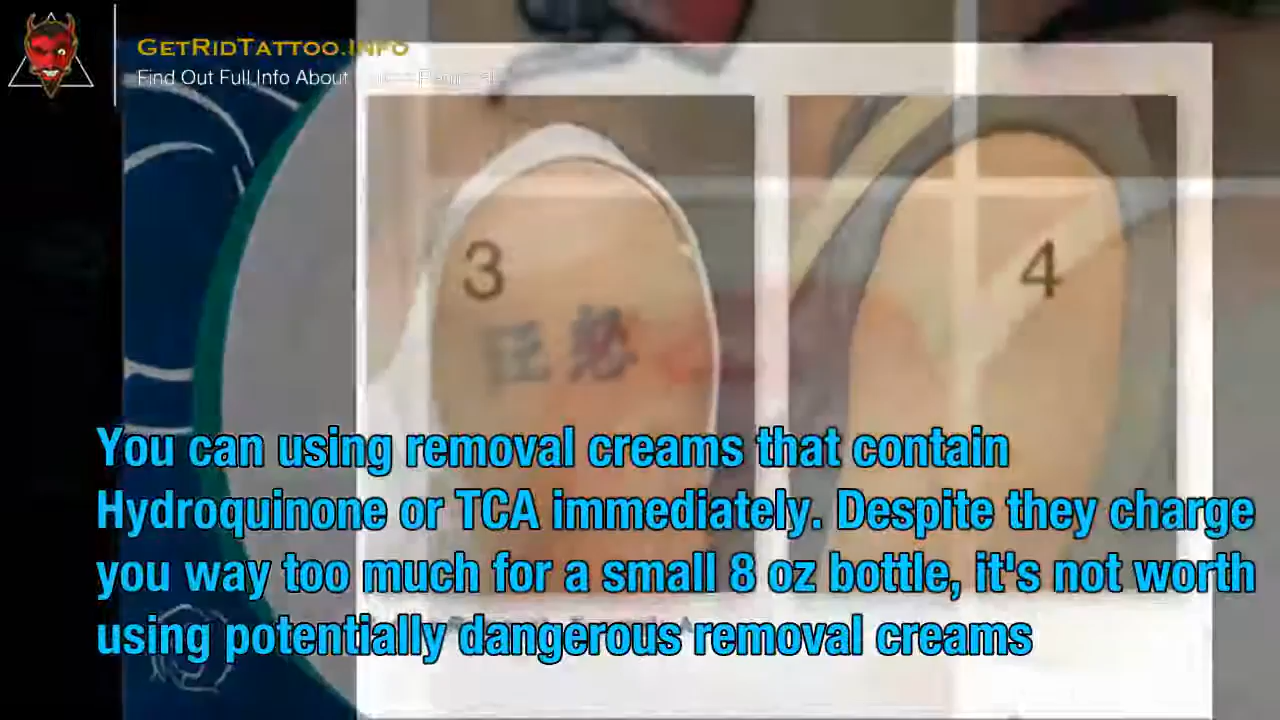 GetRidTattoo.Info
Find Out Full Info About
3
4
You can using removal creams that contain
Hydroquinone or TCA immediately. Despite they charge
you way too much for a small 8 oz bottle, it's not worth
using potentially dangerous removal creams